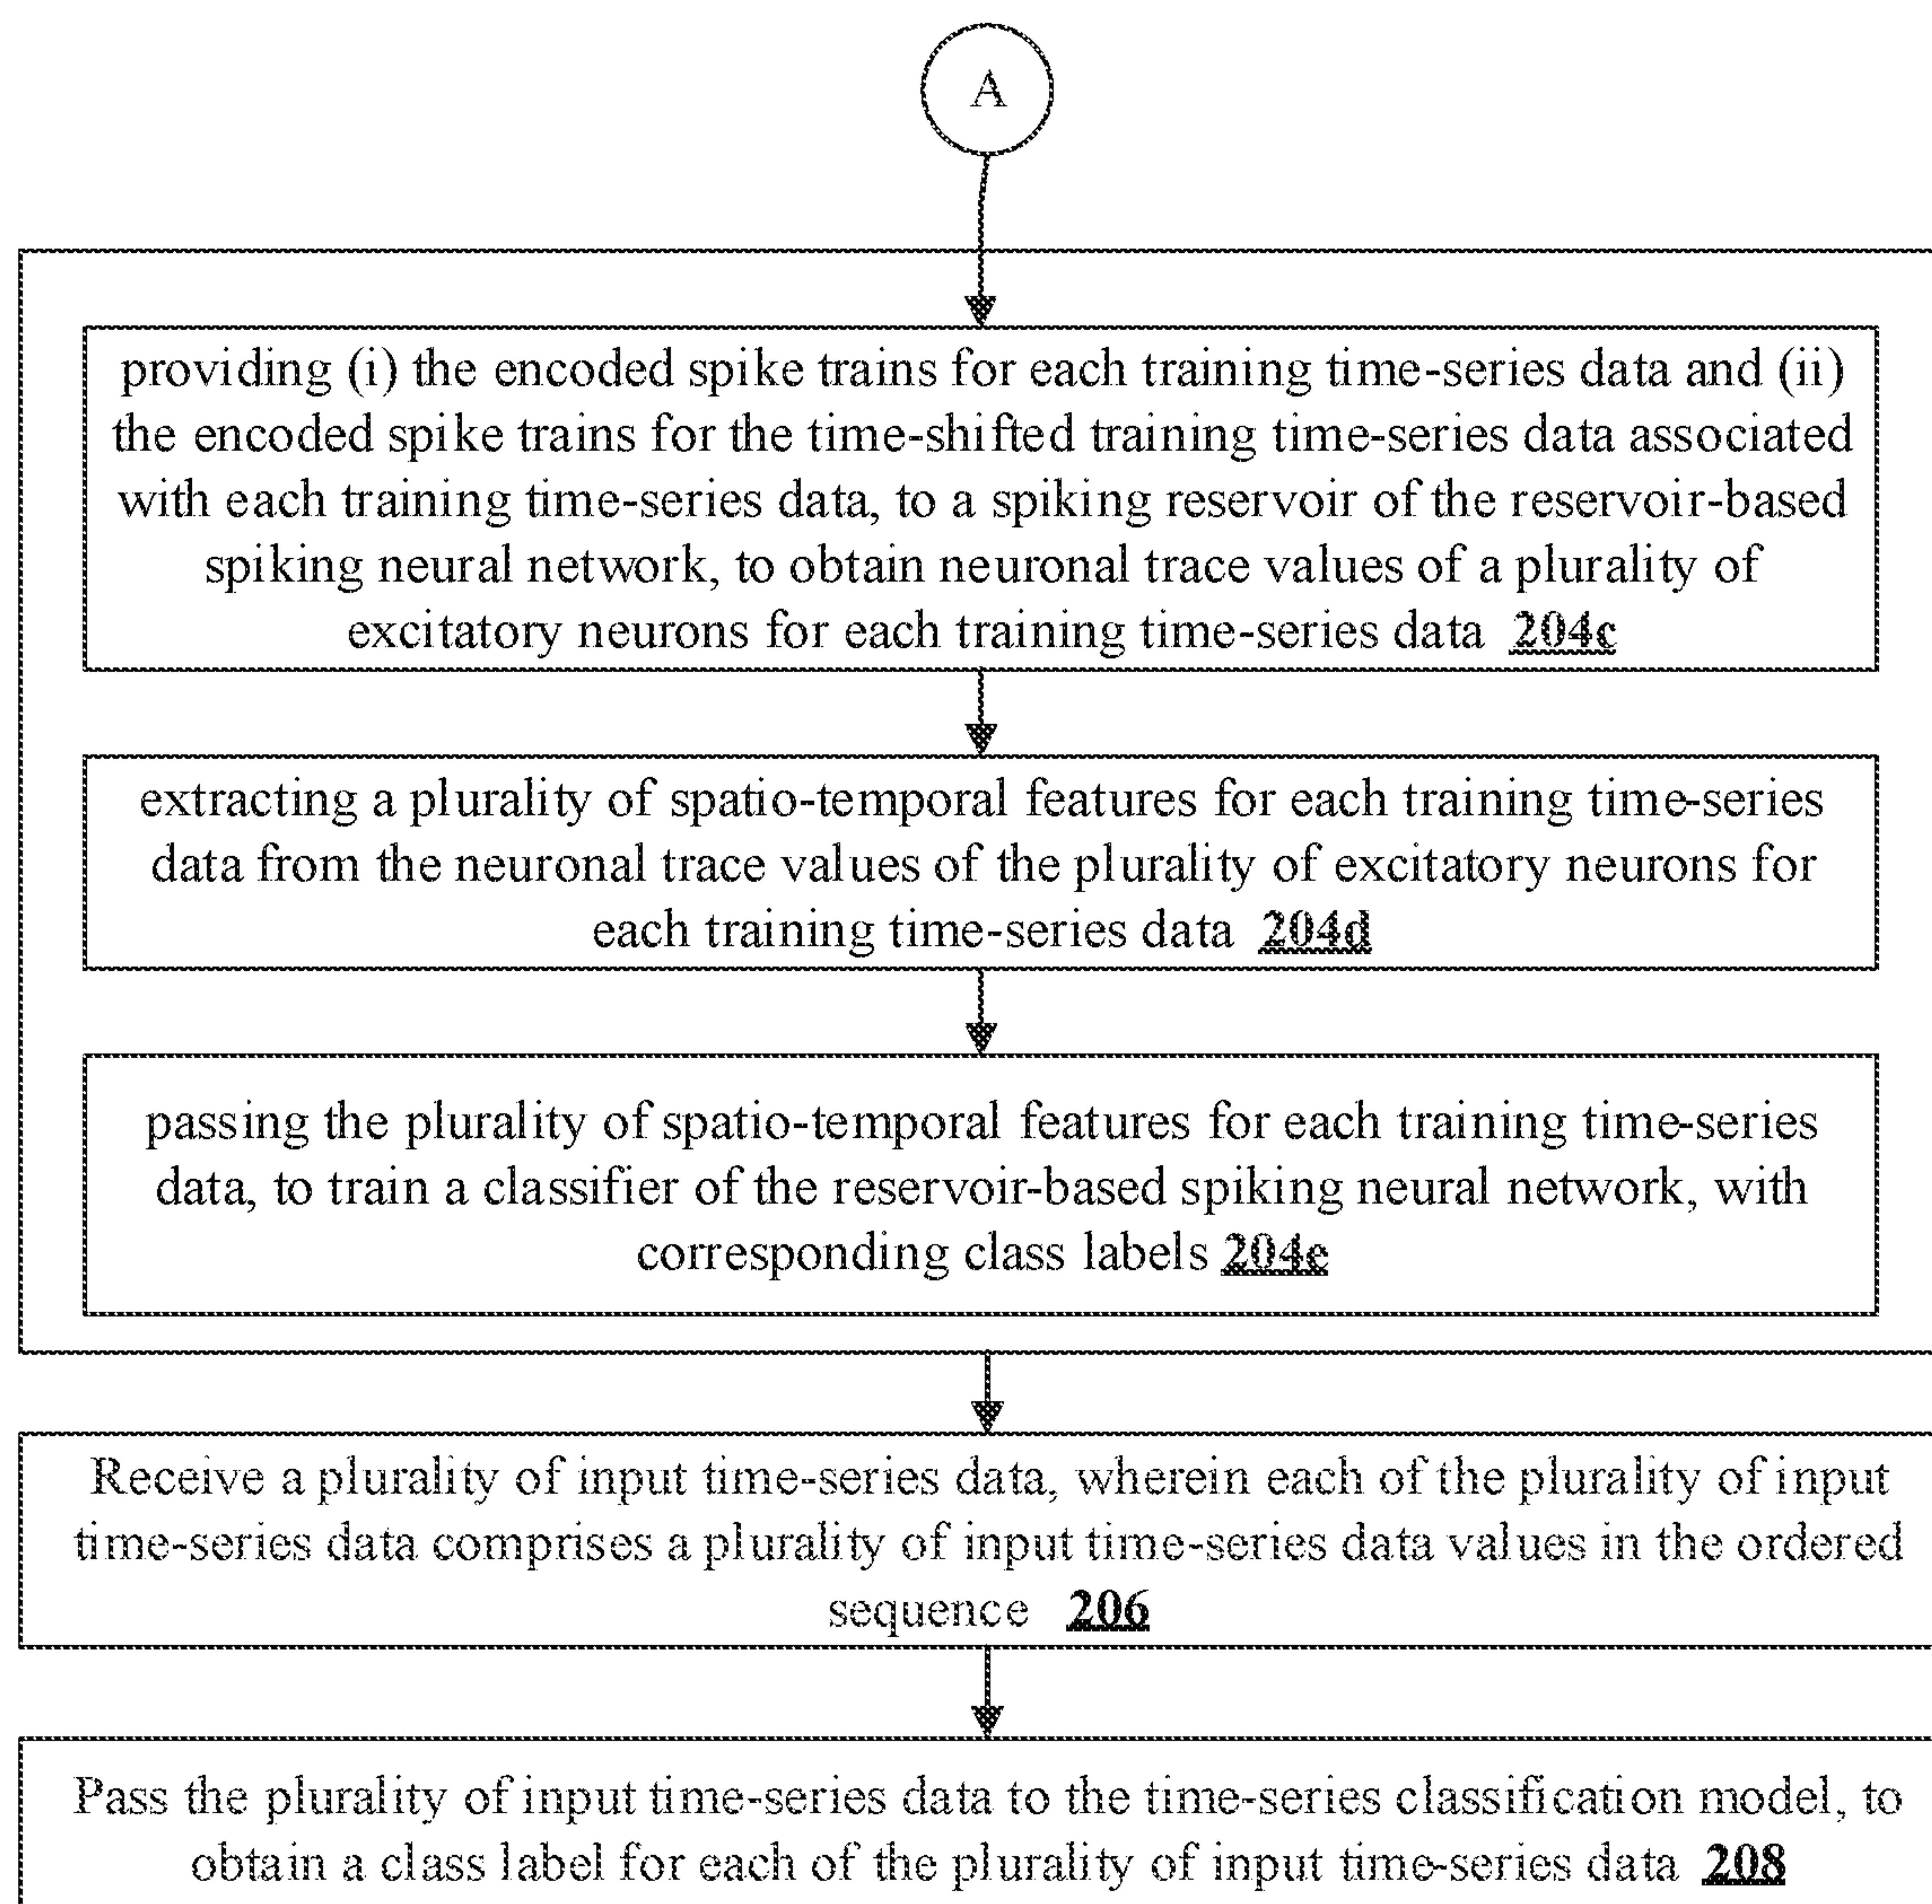 A
providing (i) the encoded spike trains for each training time-series data and (ii)
the encoded spike trains for the time-shifted training time-series data associated
with each training time-series data, to a spiking reservoir of the reservoir-based
spiking neural network, to obtain neuronal trace values of a plurality of
excitatory neurons for each training time-series data 204c
extracting a plurality of spatio-temporal features for each training time-series
data from the neuronal trace values of the plurality of excitatory neurons for
each training time-series data 204d
passing the plurality of spatio-temporal features for each training time-series
data, to train a classifier of the reservoir-based spiking neural network, with
corresponding class labels 204e
Receive a plurality of input time-series data, wherein each of the plurality of input
time-series data comprises a plurality of input time-series data values in the ordered
sequence 206
Pass the plurality of input time-series data to the time-series classification model, to
obtain a class label for each of the plurality of input time-series data 208